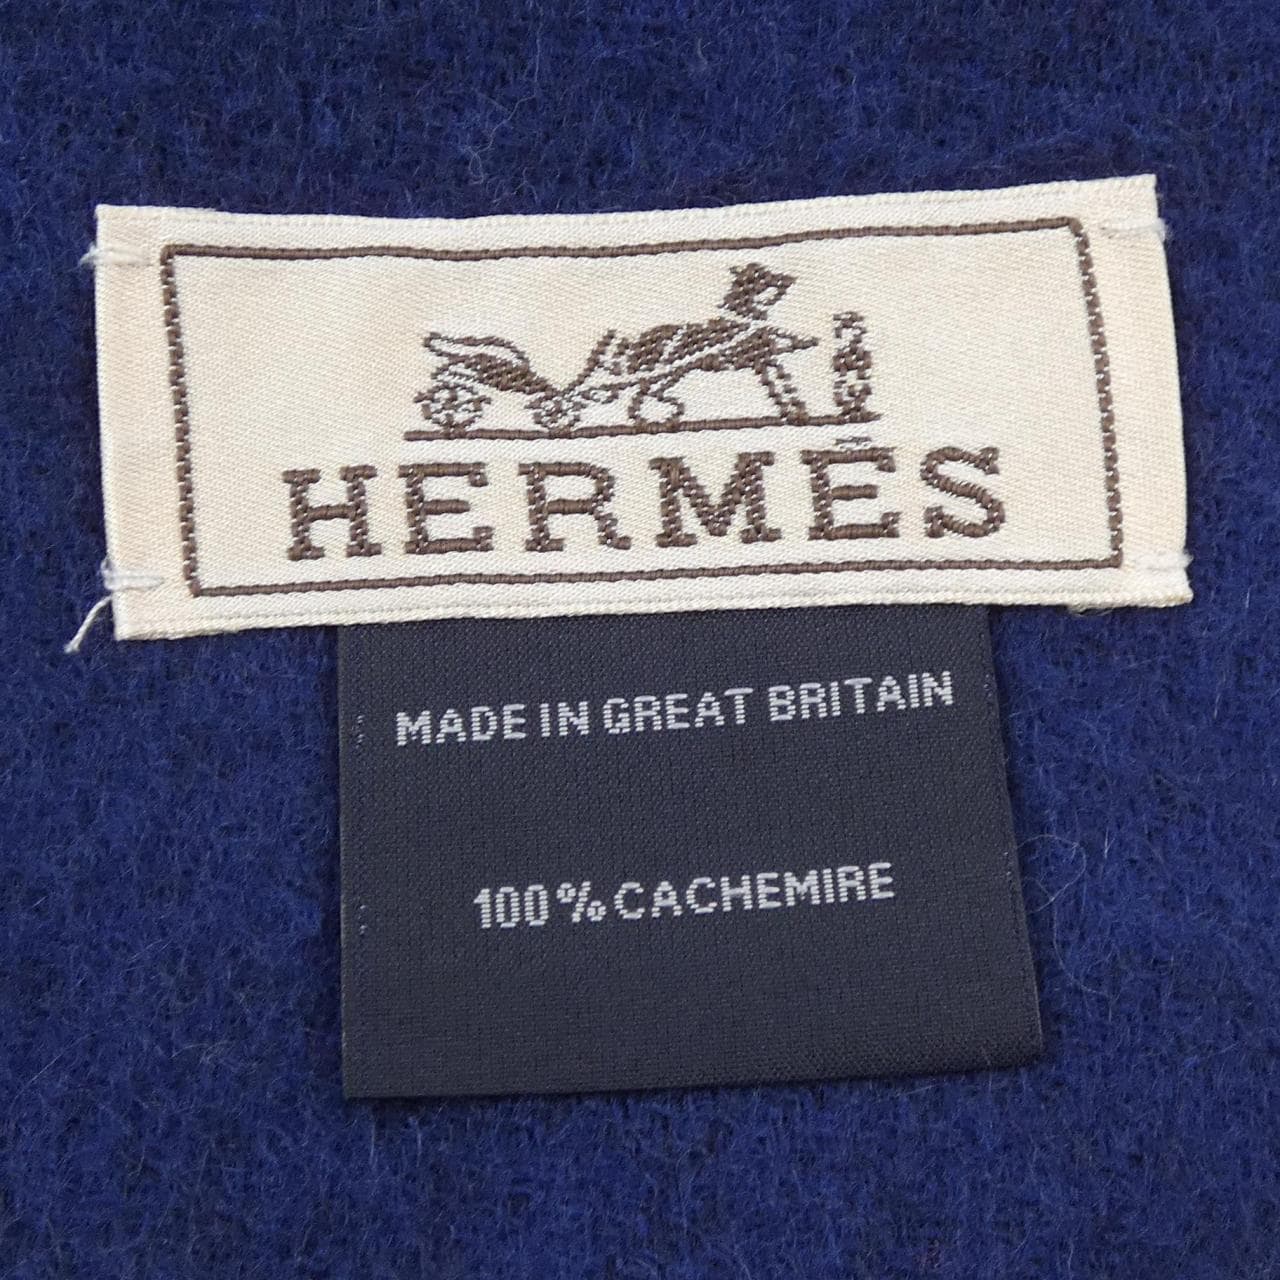 HERMÈS
MADE IN GREAT BRITAIN
100% CACHEMIRE